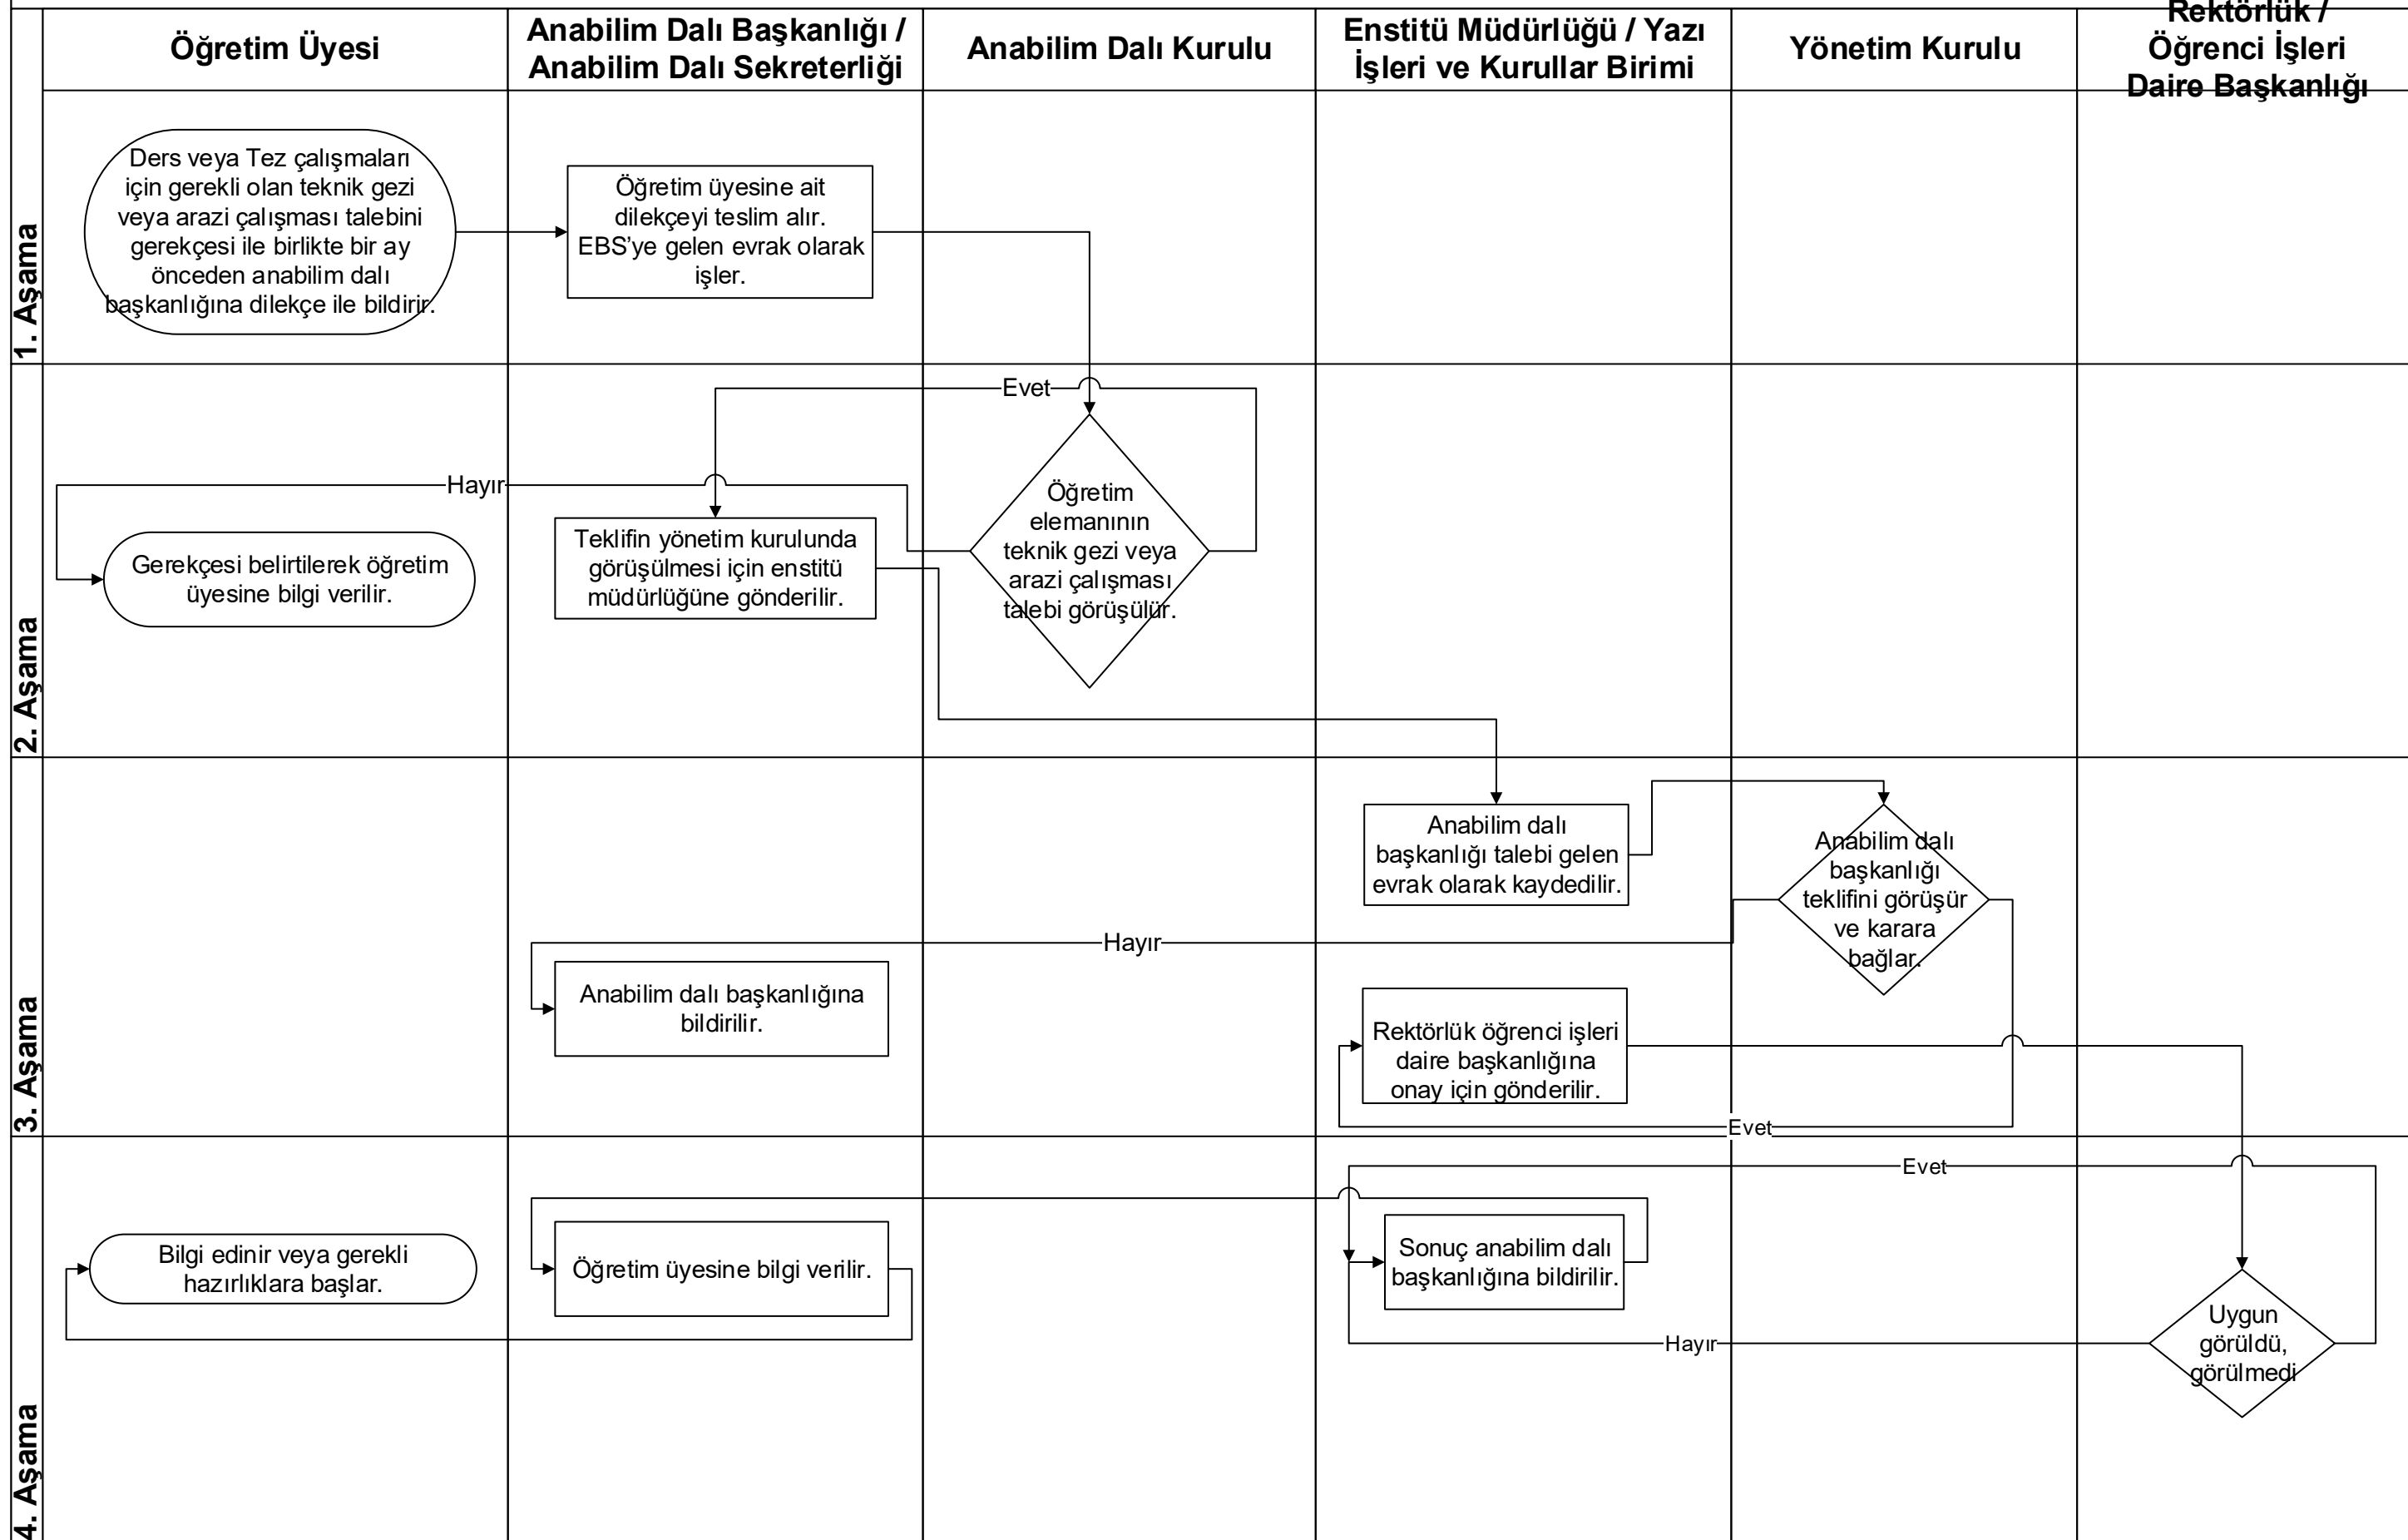 Öğretim Üyesi
Anabilim Dalı Başkanlığı /
Anabilim Dalı Sekreterliği
Anabilim Dalı Kurulu
Enstitü Müdürlüğü / Yazı
İşleri ve Kurullar Birimi
Yönetim Kurulu
Rektörlük /
Öğrenci İşleri
Daire Başkanlığı
1. Aşama
Ders veya Tez çalışmaları
için gerekli olan teknik gezi
veya arazi çalışması talebini
gerekçesi ile birlikte bir ay
önceden anabilim dalı
başkanlığına dilekçe ile bildirir.
Öğretim üyesine ait
dilekçeyi teslim alır.
EBS’ye gelen evrak olarak
işler.
2. Aşama
Evet
Hayır
Gerekçesi belirtilerek öğretim
üyesine bilgi verilir.
Teklifin yönetim kurulunda
görüşülmesi için enstitü
müdürlüğüne gönderilir.
Öğretim
elemanının
teknik gezi veya
arazi çalışması
talebi görüşülür.
3. Aşama
Anabilim dalı
başkanlığı talebi gelen
evrak olarak kaydedilir.
Anabilim dalı
başkanlığı
teklifini görüşür
ve karara
bağlar.
Hayır
Anabilim dalı başkanlığına
bildirilir.
Rektörlük öğrenci işleri
daire başkanlığına
onay için gönderilir.
Evet
4. Aşama
Evet
Bilgi edinir veya gerekli
hazırlıklara başlar.
Öğretim üyesine bilgi verilir.
Sonuç anabilim dalı
başkanlığına bildirilir.
Hayır
Uygun
görüldü,
görülmedi